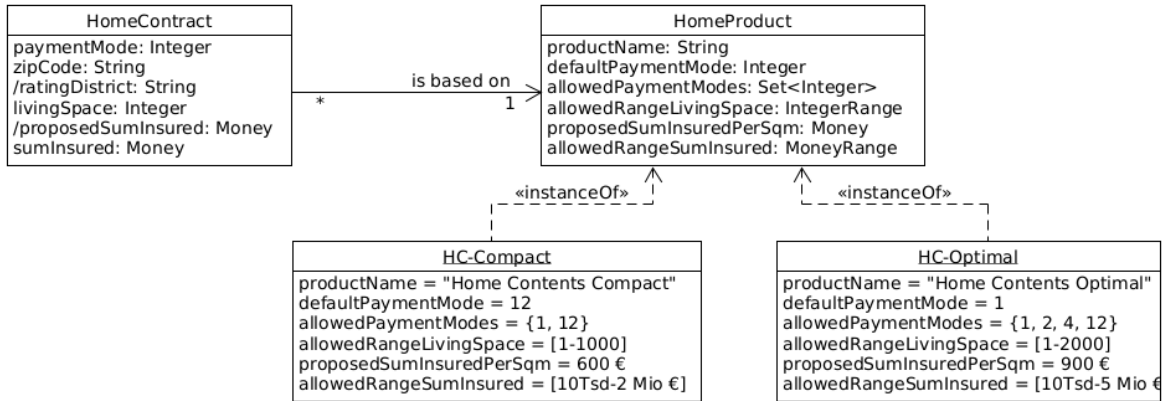 HomeContract
paymentMode: Integer
zipCode: String
/ratingDistrict: String
livingSpace: Integer
/proposedSumInsured: Money
sumInsured: Money
is based on
*
1
HomeProduct
productName: String
defaultPaymentMode: Integer
allowedPaymentModes: Set<Integer>
allowedRangeLivingSpace: IntegerRange
proposedSumInsuredPerSqm: Money
allowedRangeSumInsured: MoneyRange
«instanceOf»
«instanceOf»
HC-Compact
productName = "Home Contents Compact"
defaultPaymentMode = 12
allowedPaymentModes = {1, 12}
allowedRangeLivingSpace = [1-1000]
proposedSumInsuredPerSqm = 600 €
allowedRangeSumInsured = [10Tsd-2 Mio €]
HC-Optimal
productName = "Home Contents Optimal"
defaultPaymentMode = 1
allowedPaymentModes = {1, 2, 4, 12}
allowedRangeLivingSpace = [1-2000]
proposedSumInsuredPerSqm = 900 €
allowedRangeSumInsured = [10Tsd-5 Mio €